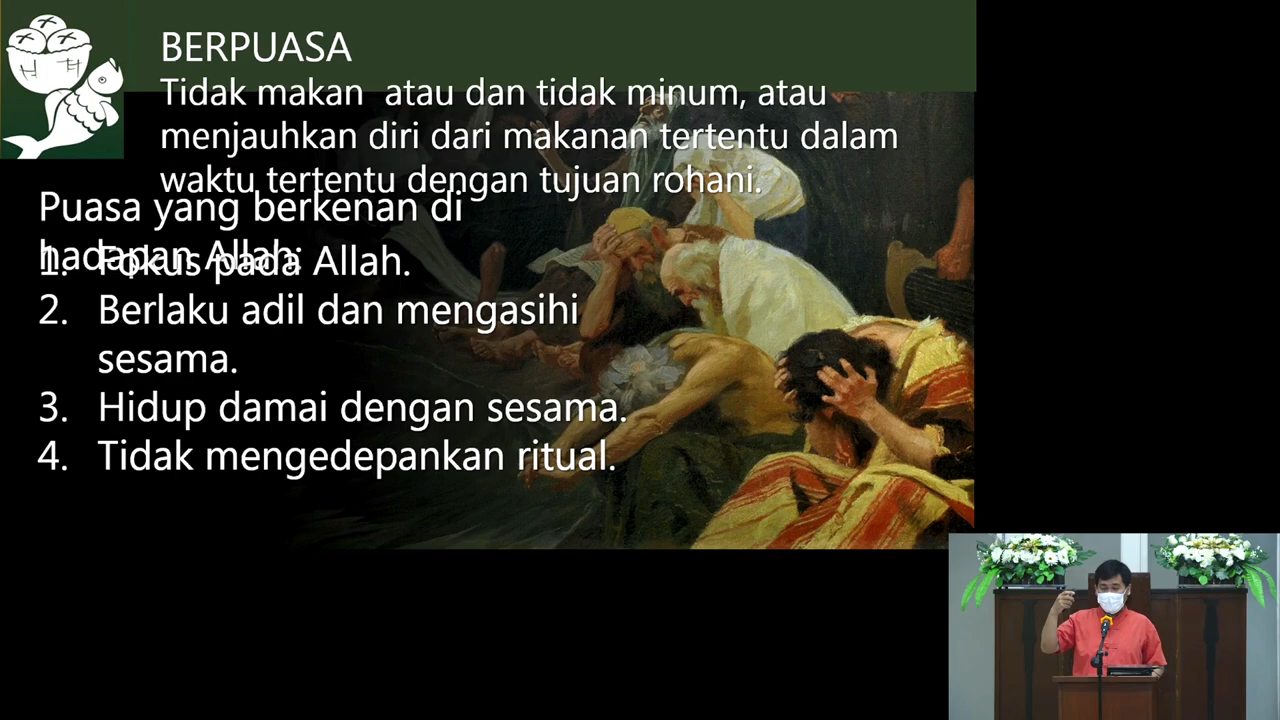 BERPUASA
Tidak makan atau dan tidak minum, atau
menjauhkan diri dari makanan tertentu dalam
waktu tertentu dengan tujuan rohani.
Puasa yang berkenan di
hadapan Allah:
1. Fokus pada Allah.
2. Berlaku adil dan mengasihi
sesama.
3. Hidup damai dengan sesama.
4. Tidak mengedepankan ritual.